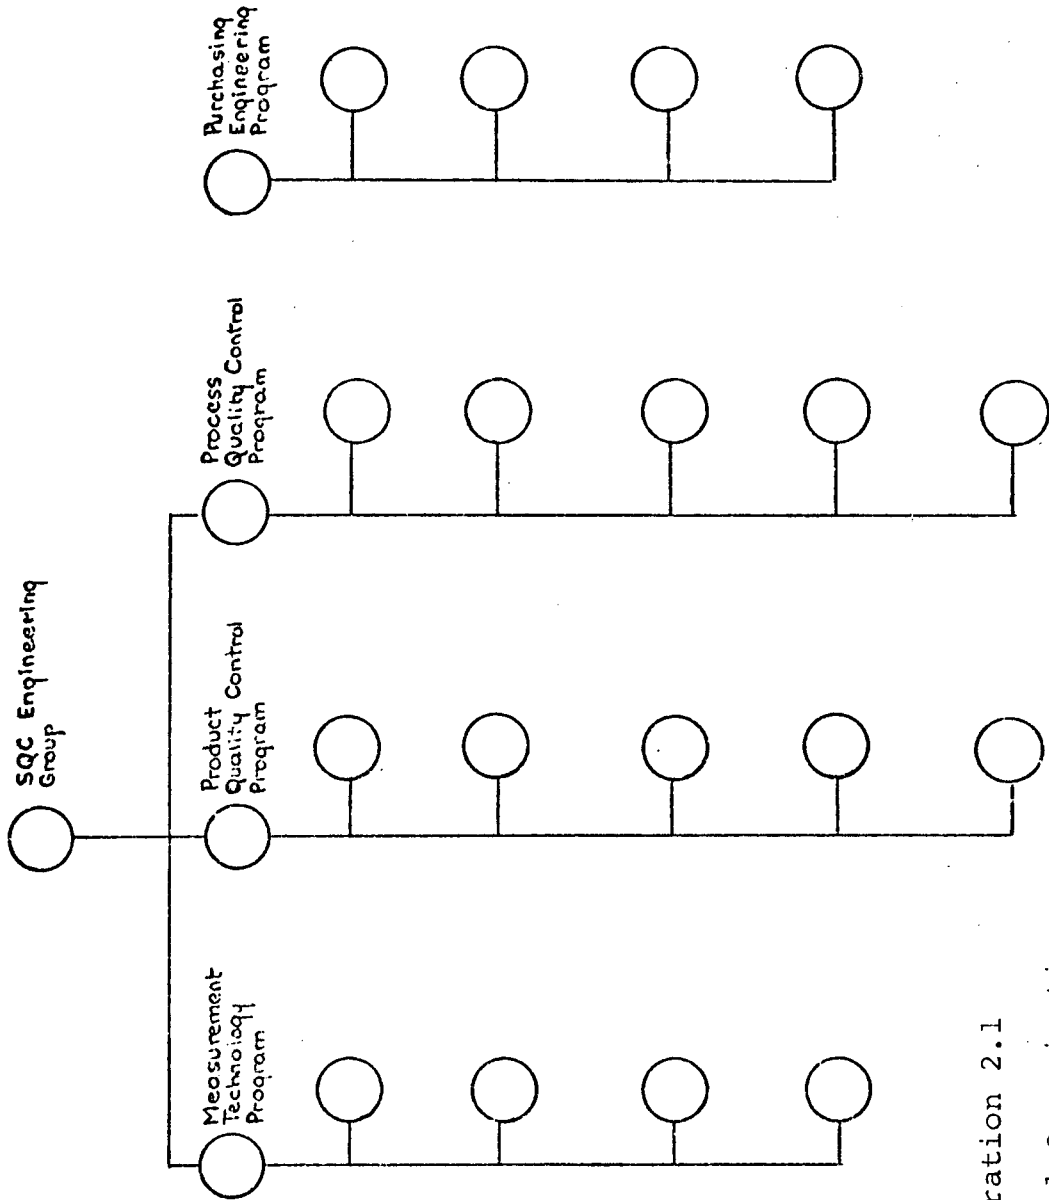 SQC Engineering
Group
Measurement
Technology
Program
Product
Quality Control
Program
Process
Quality Control
Program
Purchasing
Engineering
Program
ration 2.1